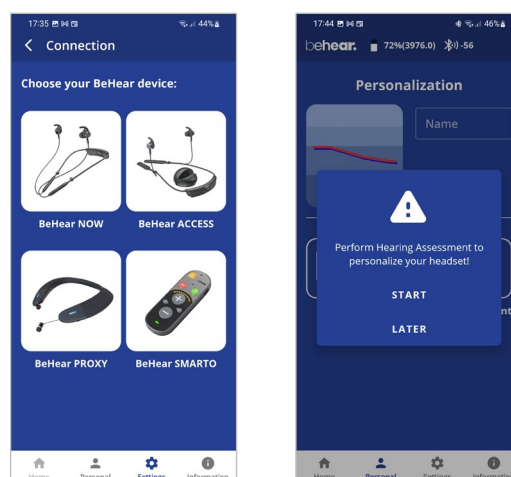 17:35
44%
Connection
Choose your BeHear device:
BeHear NOW
BeHear ACCESS
BeHear PROXY
BeHear SMARTO
Home
Personal
Settings
Information
17:44
46%
behear.
72%(3976.0)
-56
Personalization
Name
Perform Hearing Assessment to
personalize your headset!
START
LATER
nt
Home
Personal
Settings
Information